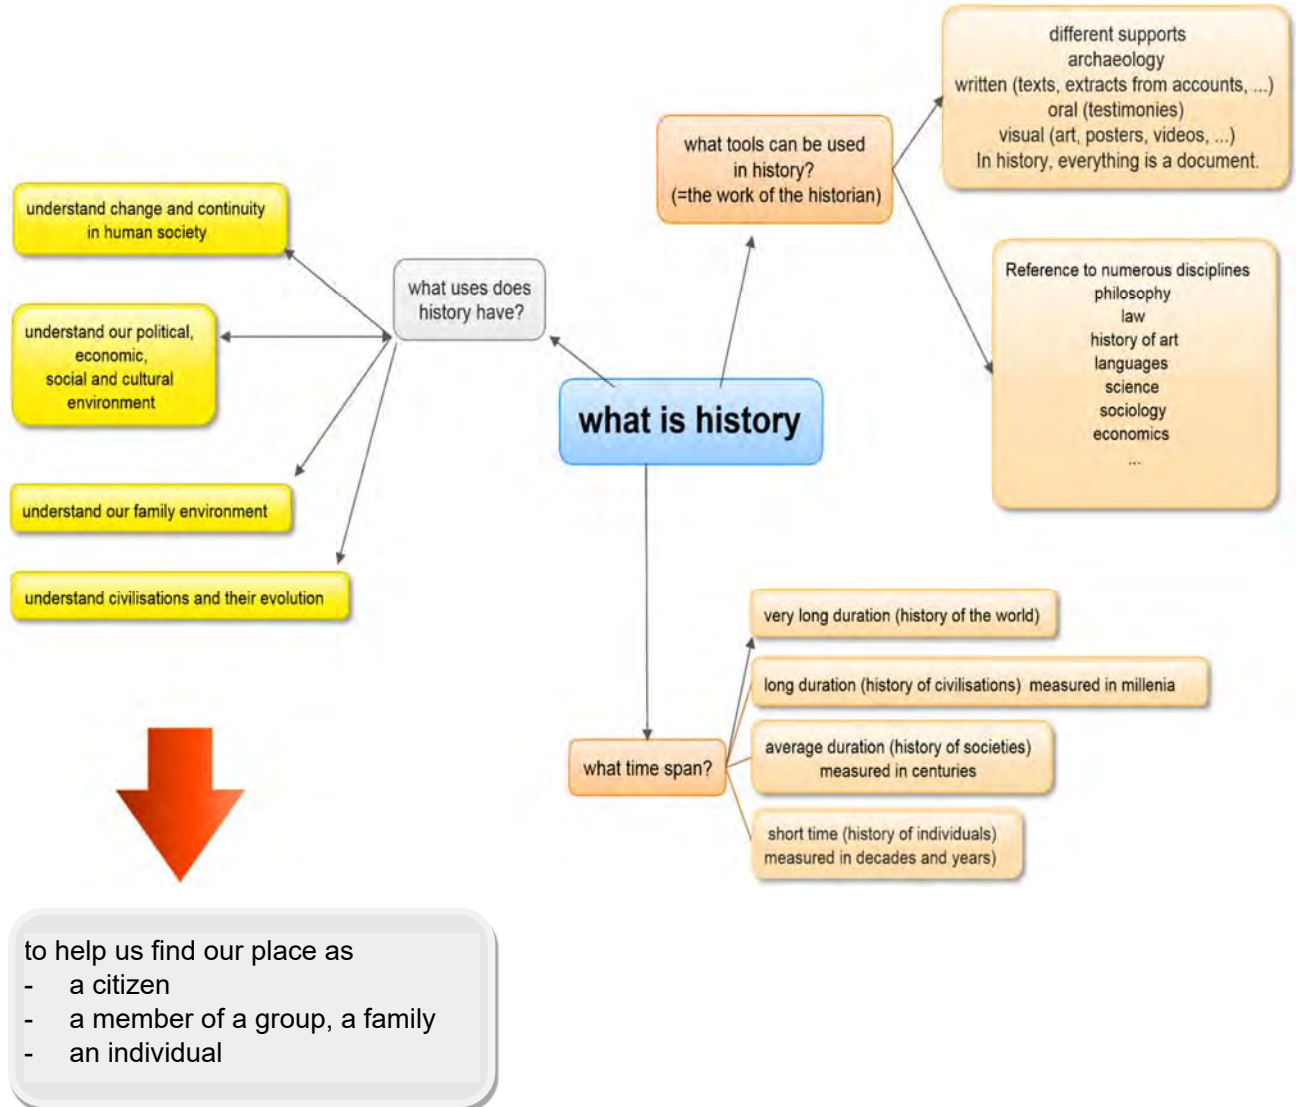 different supports
archaeology
written (texts, extracts from accounts, ...)
oral (testimonies)
visual (art, posters, videos, ...)
In history, everything is a document.
what tools can be used
in history?
(=the work of the historian)
understand change and continuity
in human society
what uses does
history have?
understand our political,
economic,
social and cultural
environment
Reference to numerous disciplines
philosophy
law
history of art
languages
science
sociology
economics
...
what is history
understand our family environment
understand civilisations and their evolution
very long duration (history of the world)
long duration (history of civilisations) measured in millenia
what time span?
average duration (history of societies)
measured in centuries
short time (history of individuals)
measured in decades and years)
to help us find our place as
- a citizen
- a member of a group, a family
- an individual